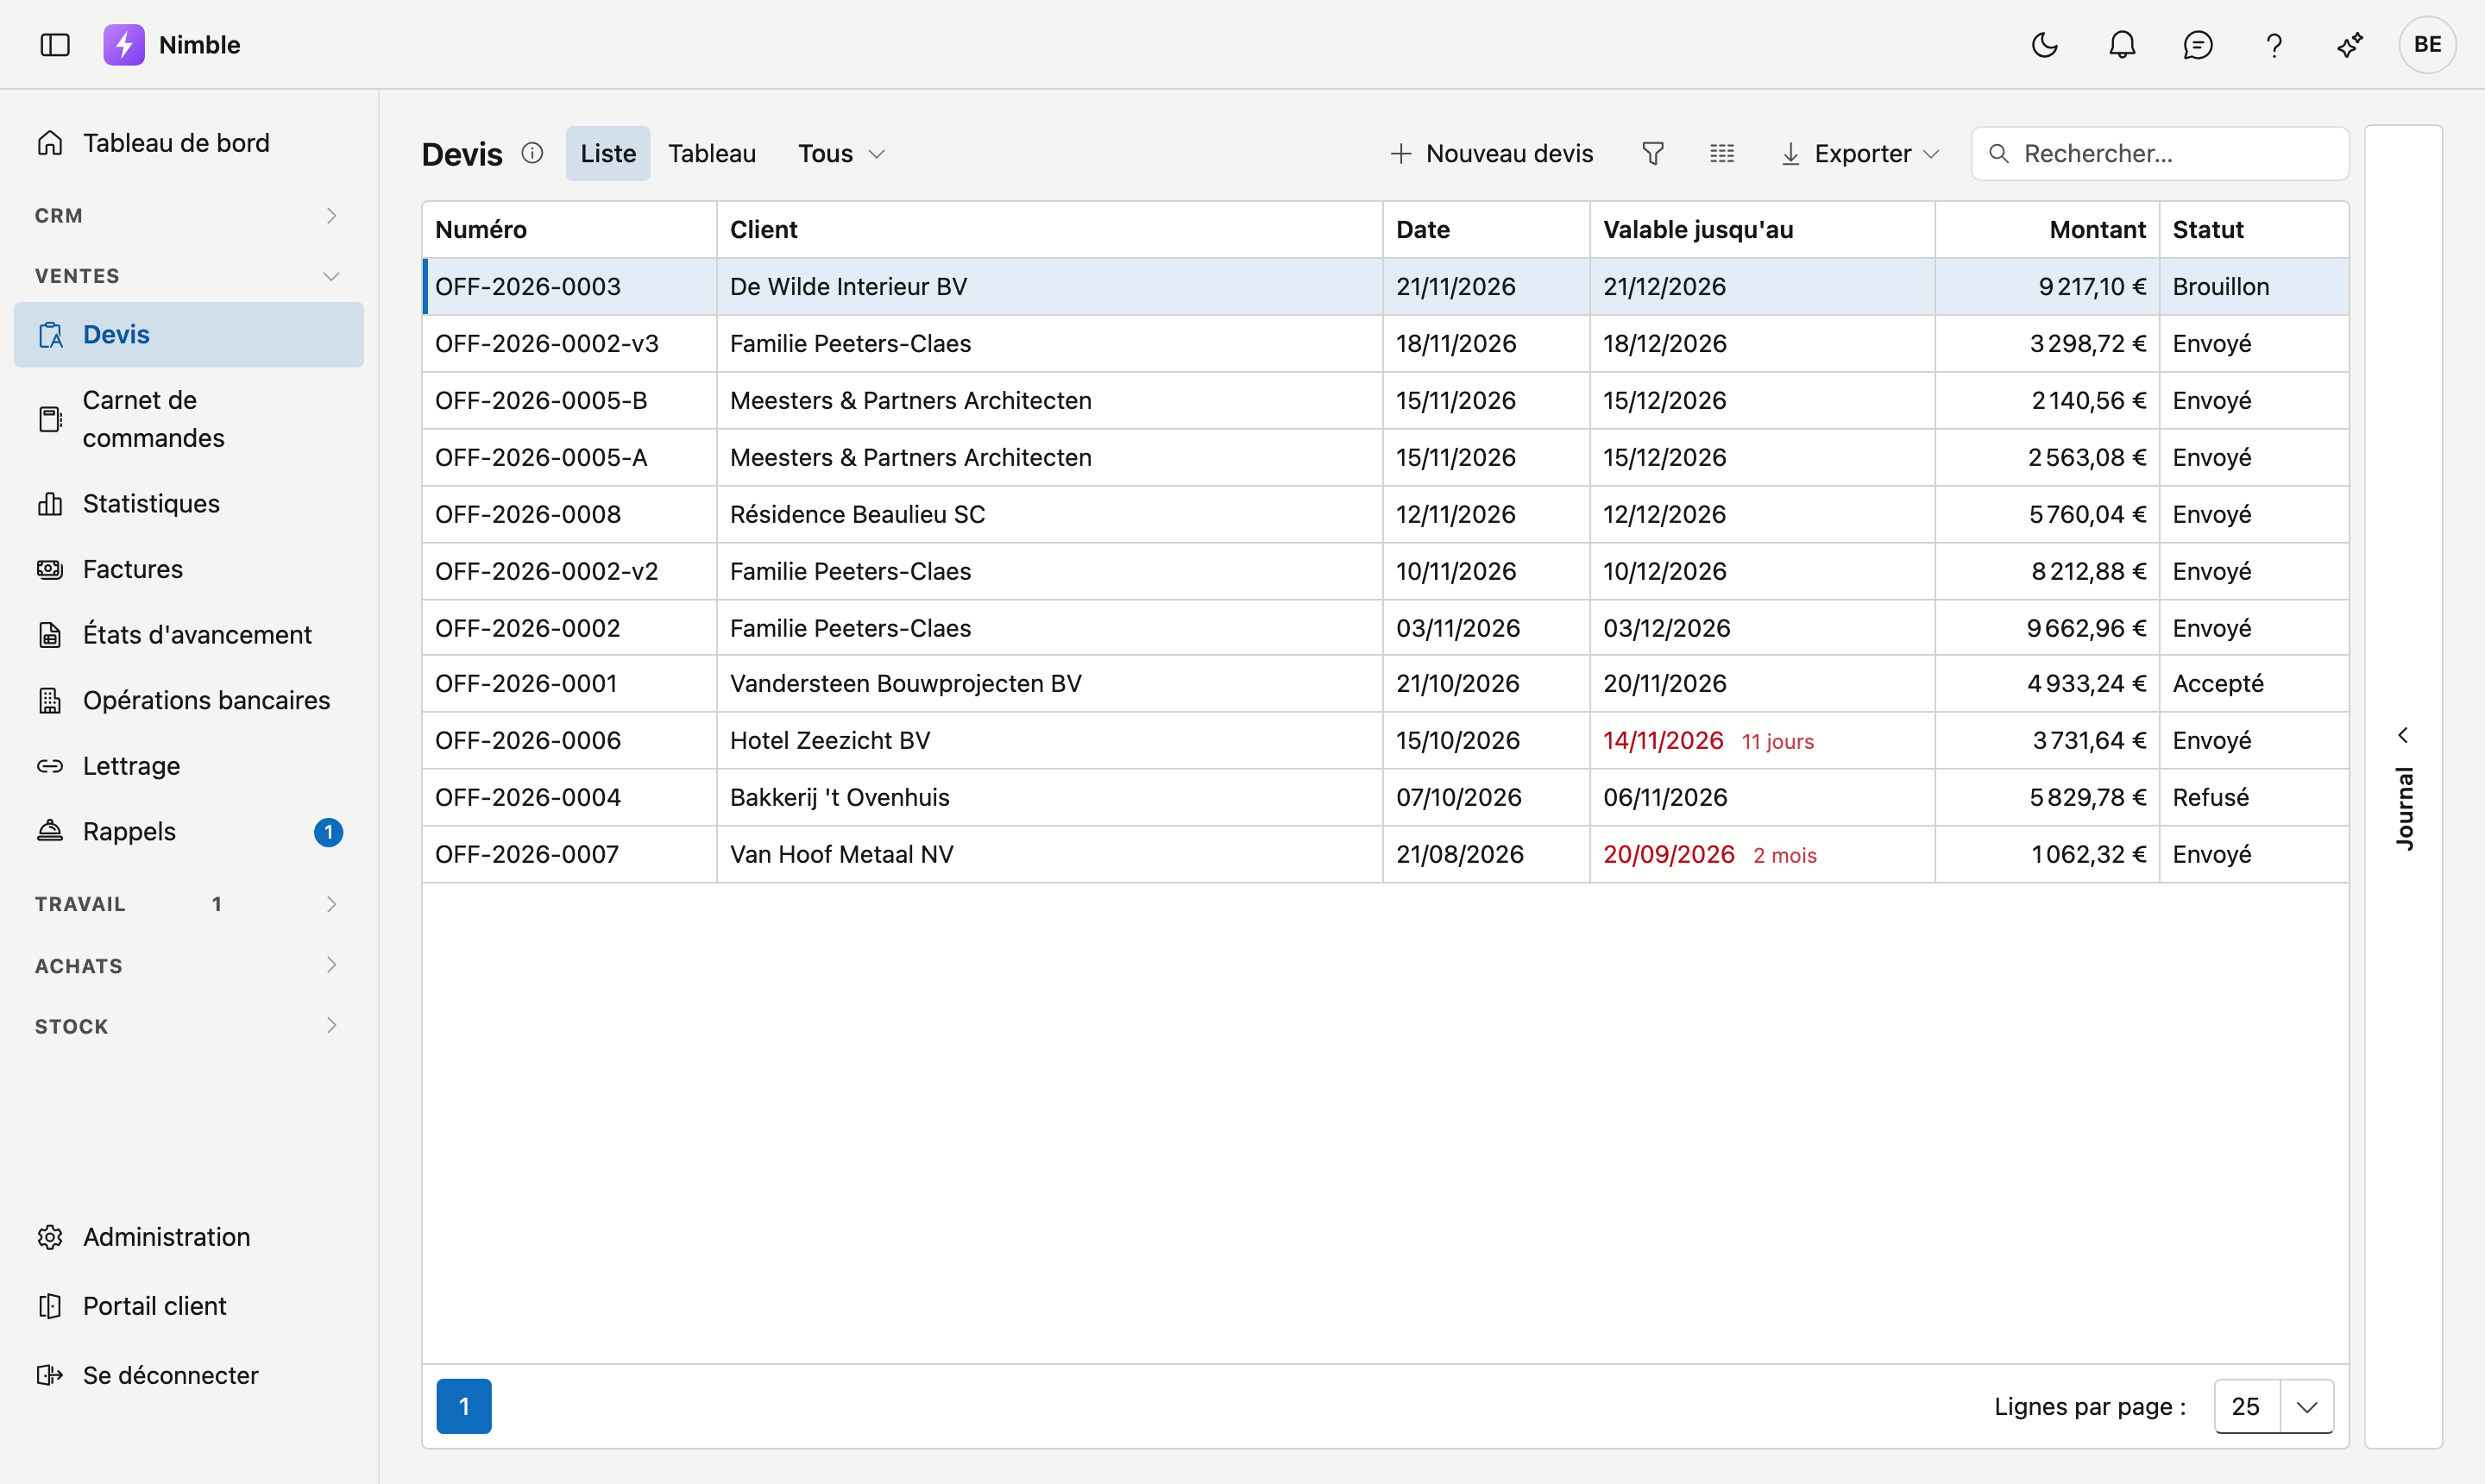 Nimble
BE
Tableau de bord
CRM
VENTES
Devis
Carnet de
commandes
Statistiques
Factures
États d'avancement
Opérations bancaires
Lettrage
Rappels 1
TRAVAIL 1
ACHATS
STOCK
Administration
Portail client
Se déconnecter
Devis Liste Tableau Tous Nouveau devis Exporter Rechercher...
Numéro Client Date Valable jusqu'au Montant Statut
OFF-2026-0003 De Wilde Interieur BV 21/11/2026 21/12/2026 9 217,10 € Brouillon
OFF-2026-0002-v3 Familie Peeters-Claes 18/11/2026 18/12/2026 3 298,72 € Envoyé
OFF-2026-0005-B Meesters & Partners Architecten 15/11/2026 15/12/2026 2 140,56 € Envoyé
OFF-2026-0005-A Meesters & Partners Architecten 15/11/2026 15/12/2026 2 563,08 € Envoyé
OFF-2026-0008 Résidence Beaulieu SC 12/11/2026 12/12/2026 5 760,04 € Envoyé
OFF-2026-0002-v2 Familie Peeters-Claes 10/11/2026 10/12/2026 8 212,88 € Envoyé
OFF-2026-0002 Familie Peeters-Claes 03/11/2026 03/12/2026 9 662,96 € Envoyé
OFF-2026-0001 Vandersteen Bouwprojecten BV 21/10/2026 20/11/2026 4 933,24 € Accepté
OFF-2026-0006 Hotel Zeezicht BV 15/10/2026 14/11/2026 11 jours 3 731,64 € Envoyé
OFF-2026-0004 Bakkerij 't Ovenhuis 07/10/2026 06/11/2026 5 829,78 € Refusé
OFF-2026-0007 Van Hoof Metaal NV 21/08/2026 20/09/2026 2 mois 1 062,32 € Envoyé
1 Lignes par page : 25
Journal